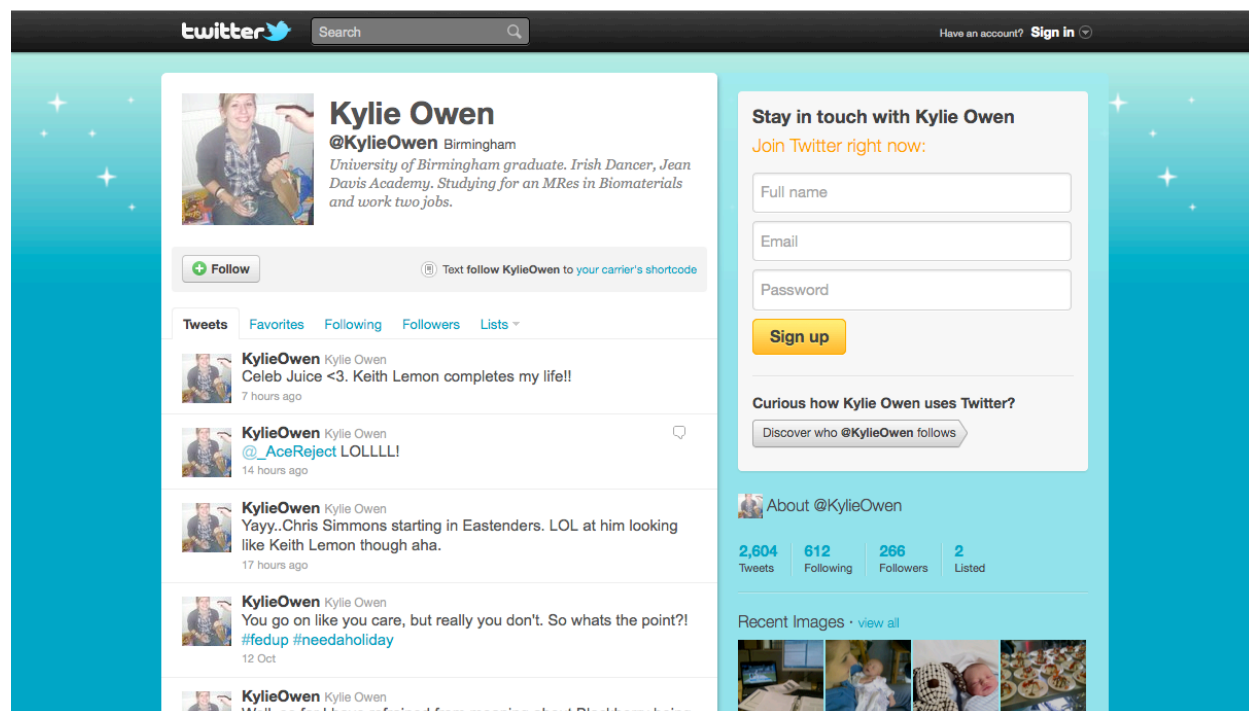 twitter
Search
Have an account? Sign in
Kylie Owen
@KylieOwen Birmingham
University of Birmingham graduate. Irish Dancer, Jean
Davis Academy. Studying for an MRes in Biomaterials
and work two jobs.
Follow
Text follow KylieOwen to your carrier's shortcode
Tweets Favorites Following Followers Lists
KylieOwen Kylie Owen
Celeb Juice <3. Keith Lemon completes my life!!
7 hours ago
KylieOwen Kylie Owen
@_AceReject LOLLLL!
14 hours ago
KylieOwen Kylie Owen
Yayy..Chris Simmons starting in Eastenders. LOL at him looking
like Keith Lemon though aha.
17 hours ago
KylieOwen Kylie Owen
You go on like you care, but really you don't. So whats the point?!
#fedup #needaholiday
12 Oct
KylieOwen Kylie Owen
Stay in touch with Kylie Owen
Join Twitter right now:
Full name
Email
Password
Sign up
Curious how Kylie Owen uses Twitter?
Discover who @KylieOwen follows
About @KylieOwen
2,604 612 266 2
Tweets Following Followers Listed
Recent Images · view all